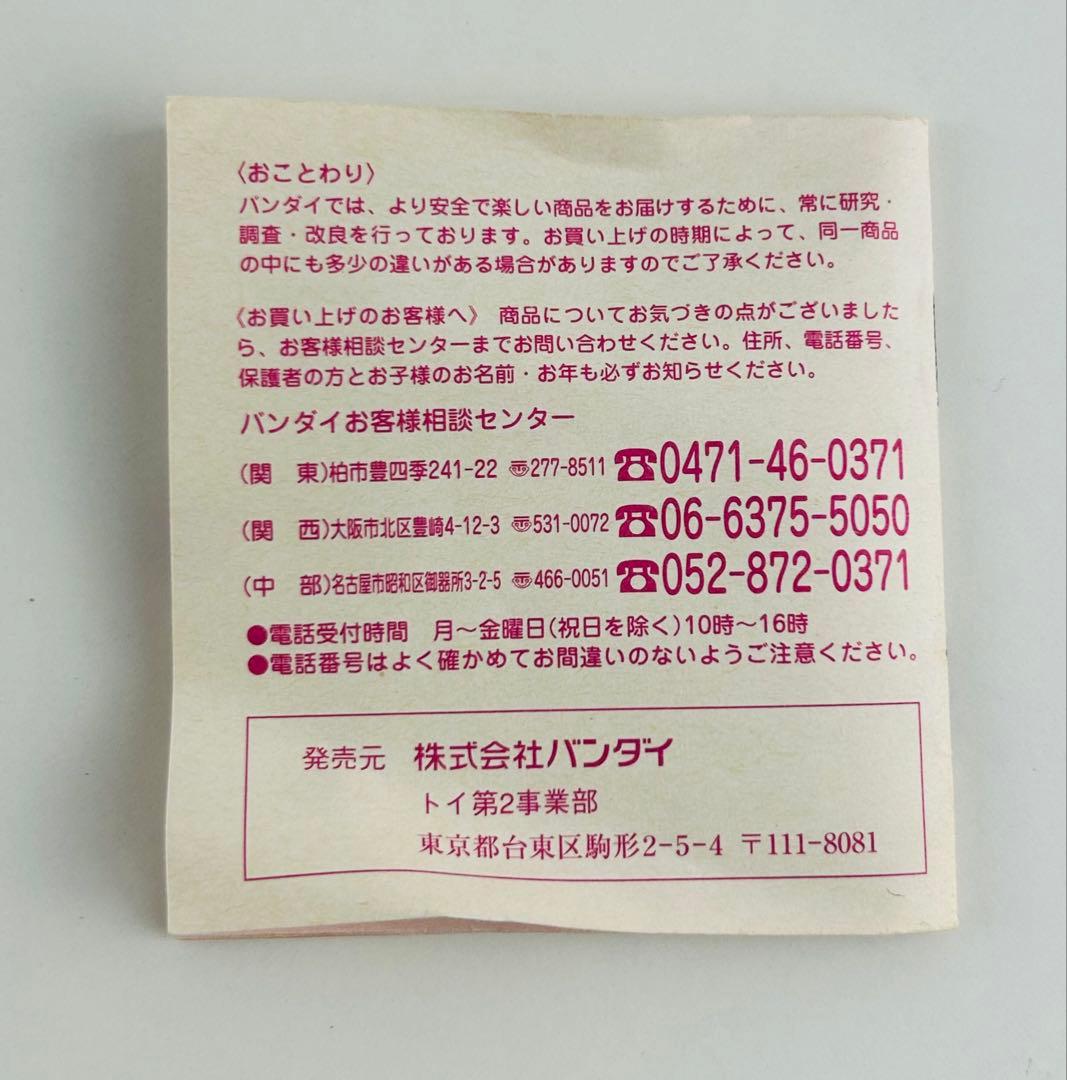 〈おことわり〉
バンダイでは、より安全で楽しい商品をお届けするために、常に研究・
調査・改良を行っております。お買い上げの時期によって、同一商品
の中にも多少の違いがある場合がありますのでご了承ください。
〈お買い上げのお客様へ〉 商品についてお気づきの点がございました
ら、お客様相談センターまでお問い合わせください。住所、電話番号、
保護者の方とお子様のお名前・お年も必ずお知らせください。
バンダイお客様相談センター
(関 東)柏市豊四季241-22 〠277-8511 ☎0471-46-0371
(関 西)大阪市北区豊崎4-12-3 〠531-0072 ☎06-6375-5050
(中 部)名古屋市昭和区御器所3-2-5 〠466-0051 ☎052-872-0371
●電話受付時間 月～金曜日(祝日を除く)10時～16時
●電話番号はよく確かめてお間違いのないようご注意ください。
発売元 株式会社バンダイ
トイ第2事業部
東京都台東区駒形2-5-4 〒111-8081